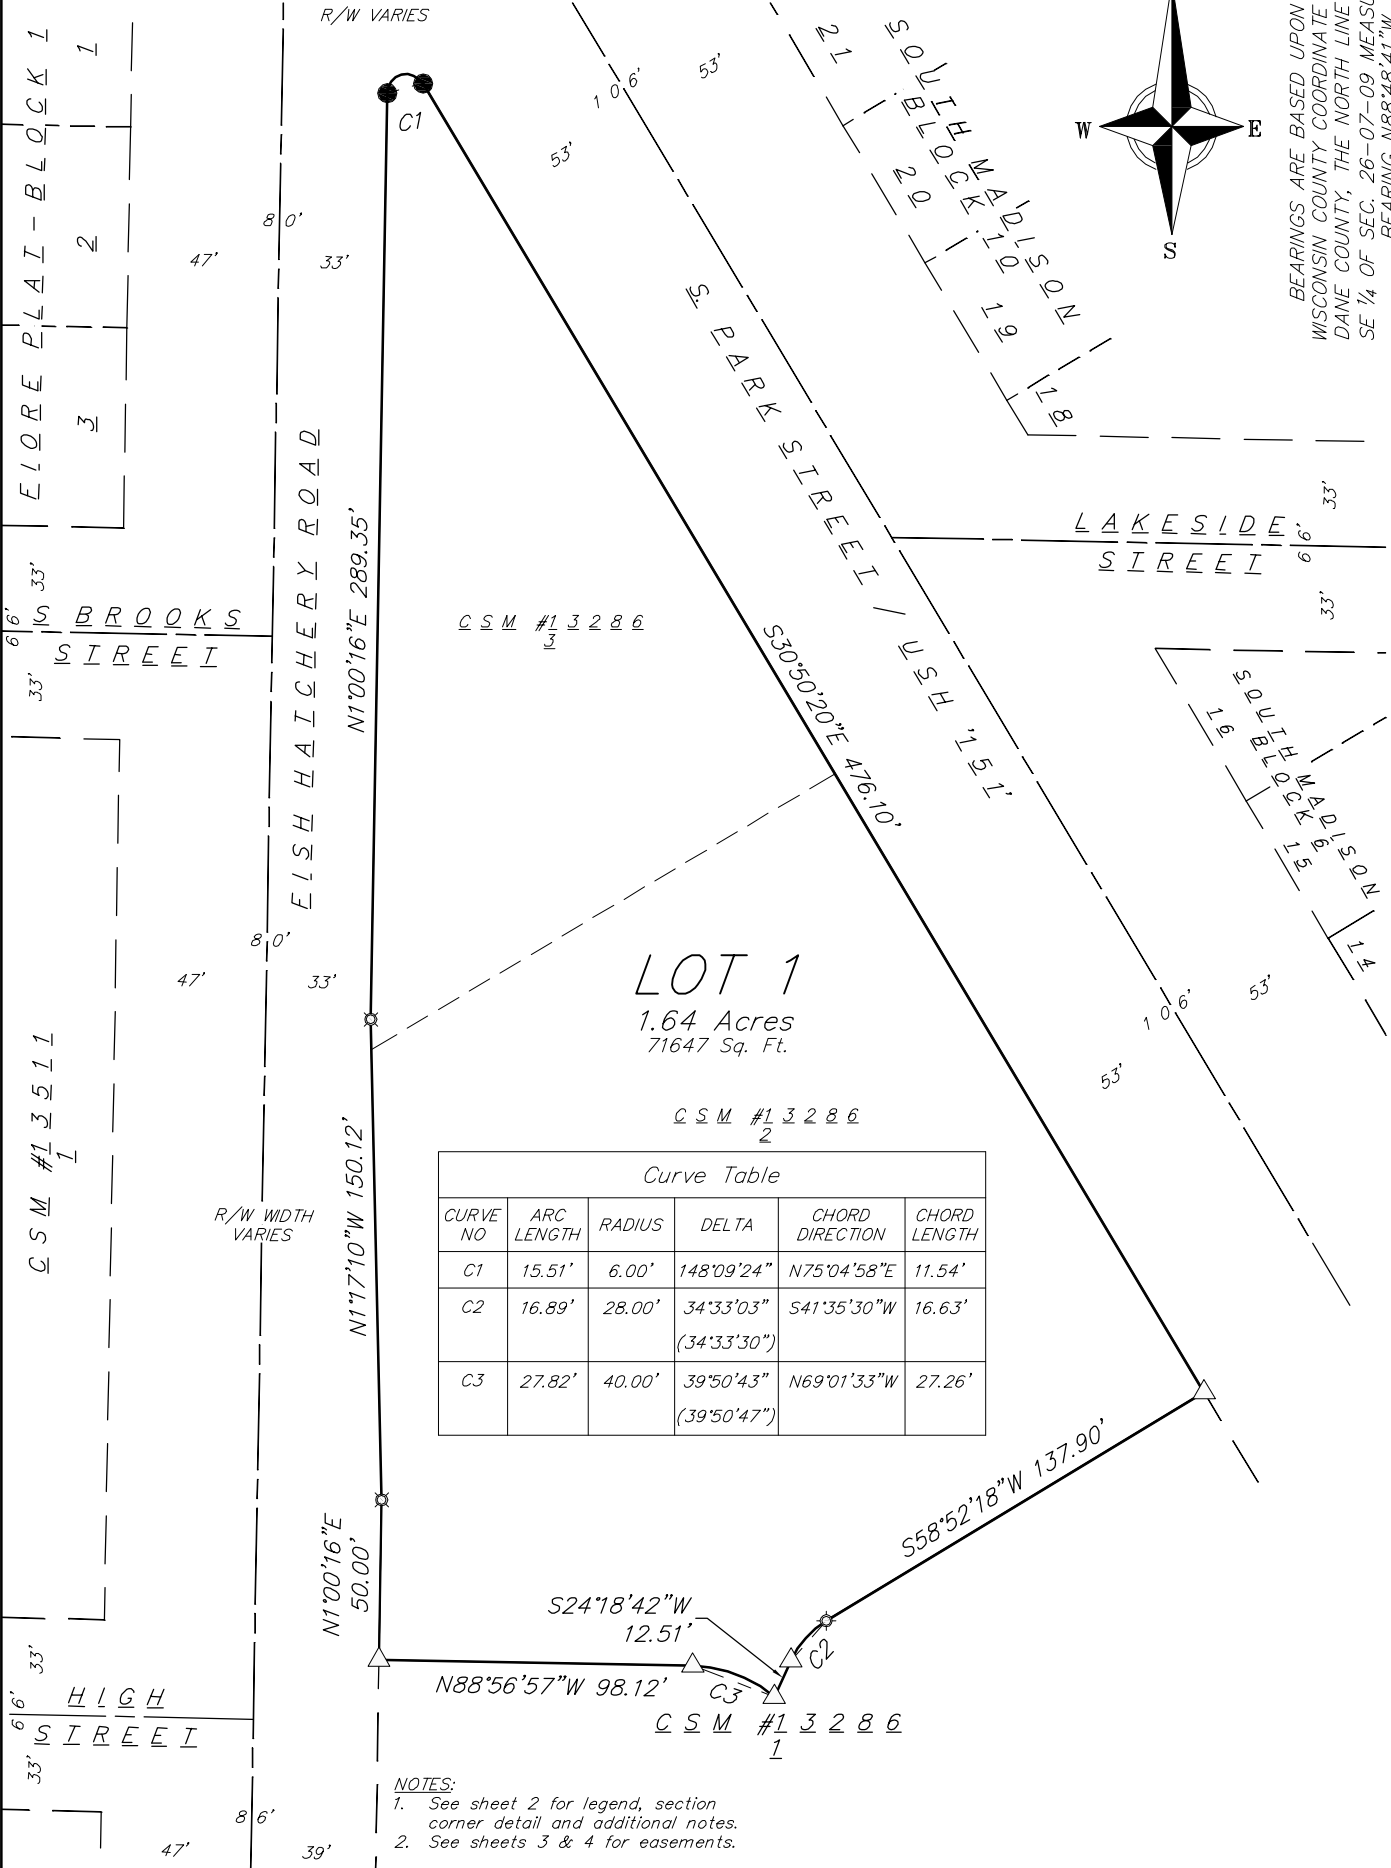 R/W VARIES
FIORE PLAT-BLOCK 1
1
2
3
C1
106'
53'
53'
SOUTH MADISON
BLOCK 10
21
20
19
18
W
E
S
BEARINGS ARE BASED UPON
WISCONSIN COUNTY COORDINATE
DANE COUNTY, THE NORTH LINE
SE 1/4 OF SEC. 26-07-09
BEARING N88°48'41"W
80'
47'
33'
S. PARK STREET / USH '151'
FISH HATCHERY ROAD
N1°00'16"E 289.35'
CSM #13286
3
S30°50'20"E 476.10'
LAKESIDE
STREET
33'
66'
33'
33'
66'
S BROOKS
STREET
33'
SOUTH MADISON
BLOCK 6
16
15
14
80'
47'
33'
LOT 1
1.64 Acres
71647 Sq. Ft.
106'
53'
53'
CSM #13511
1
CSM #13286
2
N1°17'10"W 150.12'
R/W WIDTH
VARIES
Curve Table
CURVE NO	ARC LENGTH	RADIUS	DELTA	CHORD DIRECTION	CHORD LENGTH
C1	15.51'	6.00'	148°09'24"	N75°04'58"E	11.54'
C2	16.89'	28.00'	34°33'03"	S41°35'30"W	16.63'
(34°33'30")
C3	27.82'	40.00'	39°50'43"	N69°01'33"W	27.26'
(39°50'47")
S58°52'18"W 137.90'
N1°00'16"E
50.00'
S24°18'42"W
12.51'
C2
N88°56'57"W 98.12'
C3
CSM #13286
1
33'
66'
HIGH
STREET
33'
86'
47'
39'
NOTES:
1. See sheet 2 for legend, section
corner detail and additional notes.
2. See sheets 3 & 4 for easements.